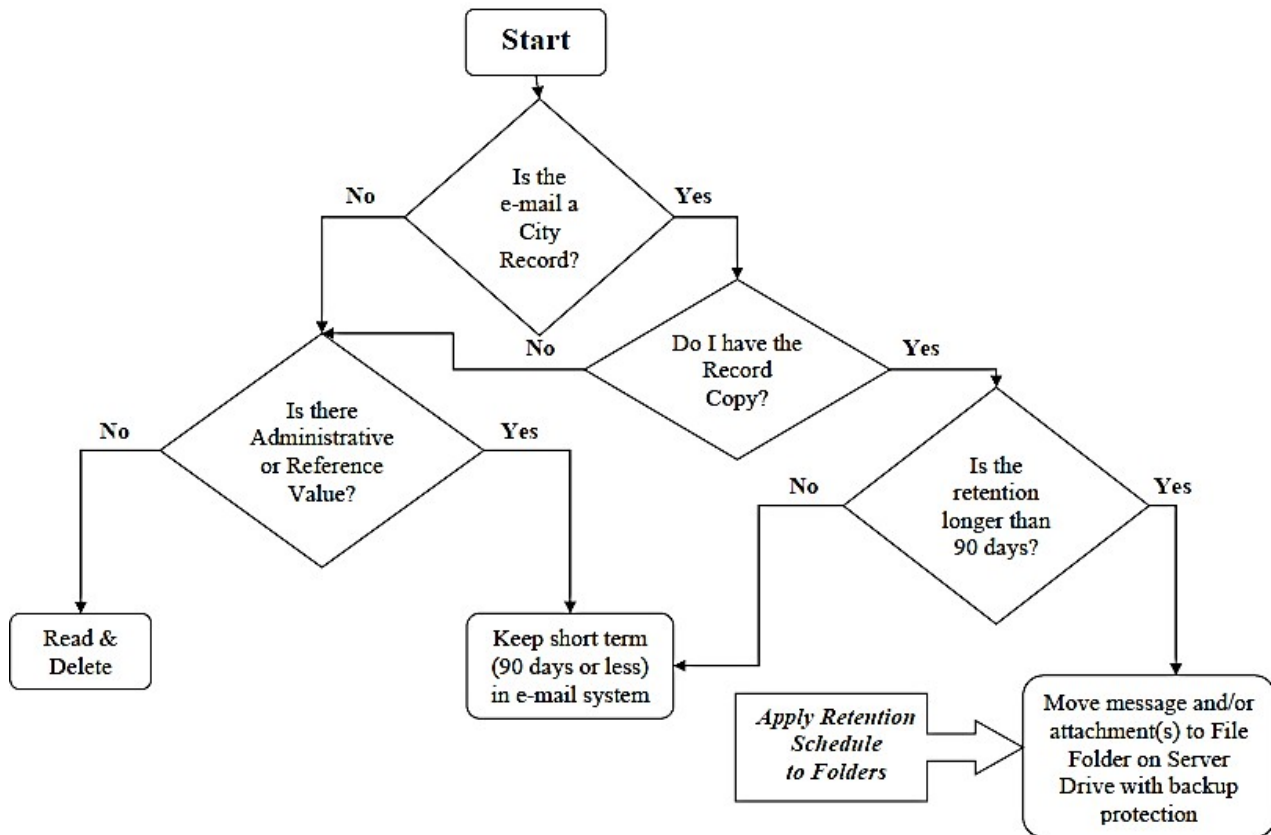 Start
Is the
e-mail a
City
Record?
No
Yes
Do I have the
Record
Copy?
No
Yes
Is there
Administrative
or Reference
Value?
No
Yes
Is the
retention
longer than
90 days?
No
Yes
Read &
Delete
Keep short term
(90 days or less)
in e-mail system
Apply Retention
Schedule
to Folders
Move message and/or
attachment(s) to File
Folder on Server
Drive with backup
protection